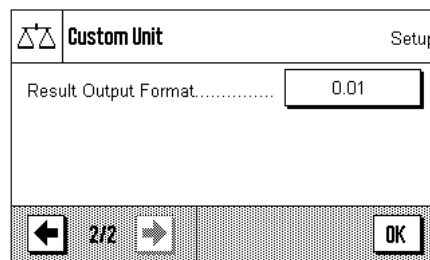 Custom Unit
Setup
Result Output Format............... 0.01
2/2
OK